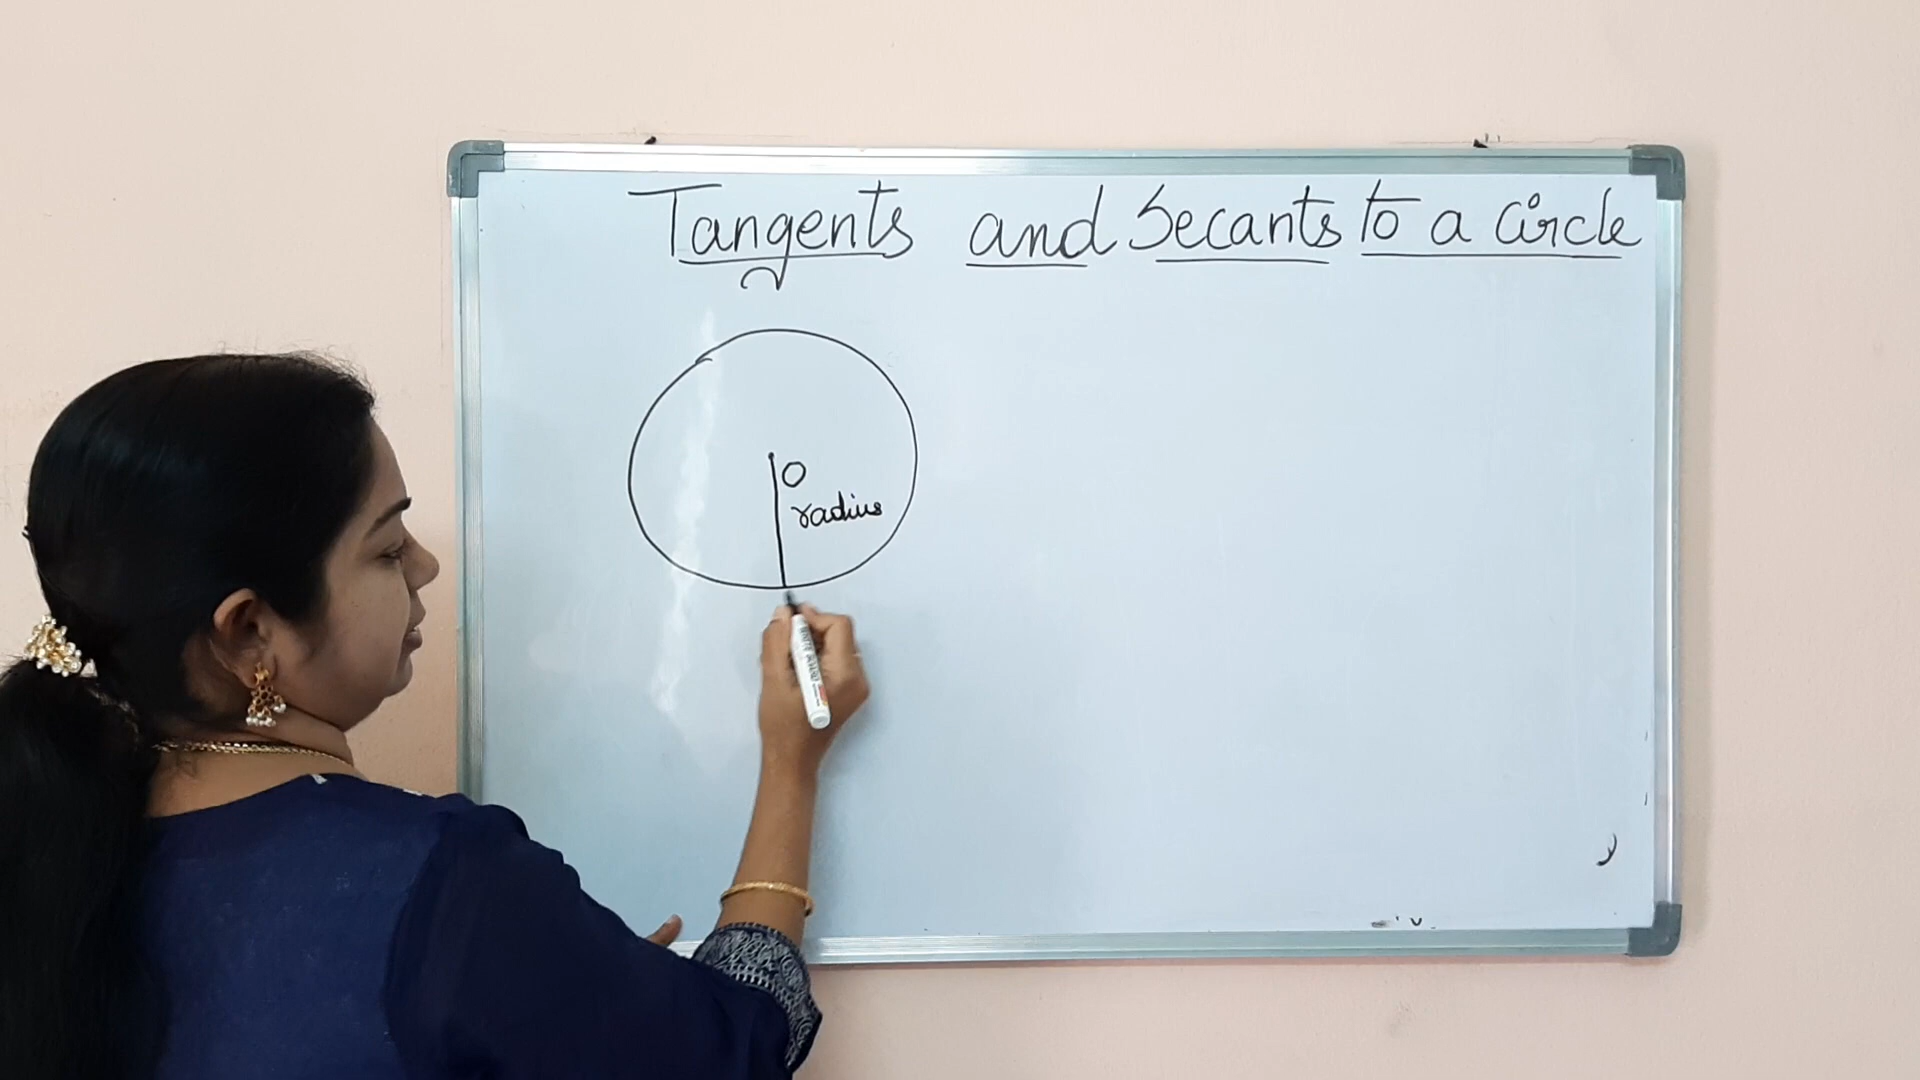 Tangents and Secants to a circle
O
radius